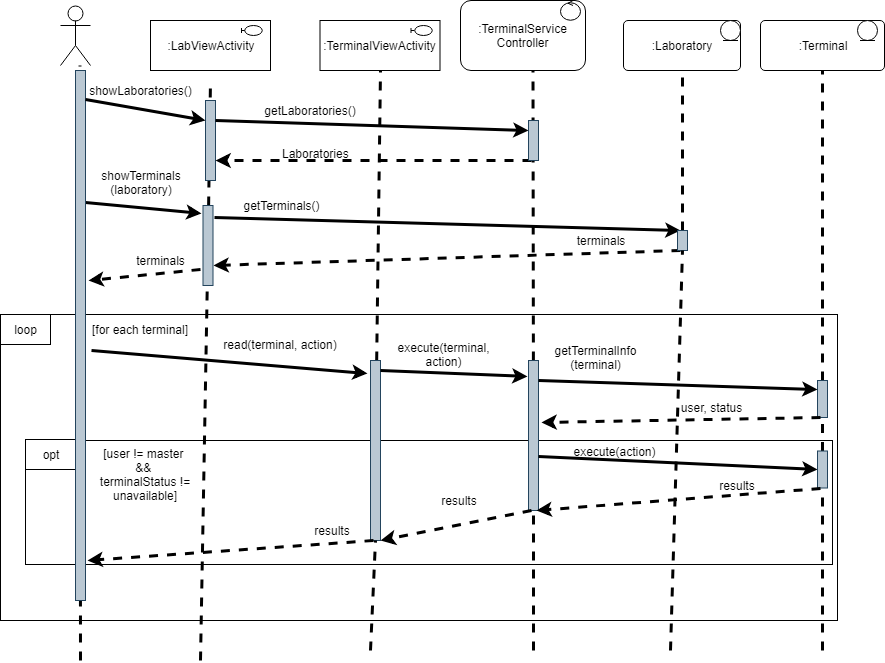 :LabViewActivity
:TerminalViewActivity
:TerminalService
Controller
:Laboratory
:Terminal
showLaboratories()
getLaboratories()
Laboratories
showTerminals
(laboratory)
getTerminals()
terminals
terminals
loop
[for each terminal]
read(terminal, action)
execute(terminal,
action)
getTerminalInfo
(terminal)
user, status
opt
[user != master
&&
terminalStatus !=
unavailable]
execute(action)
results
results
results